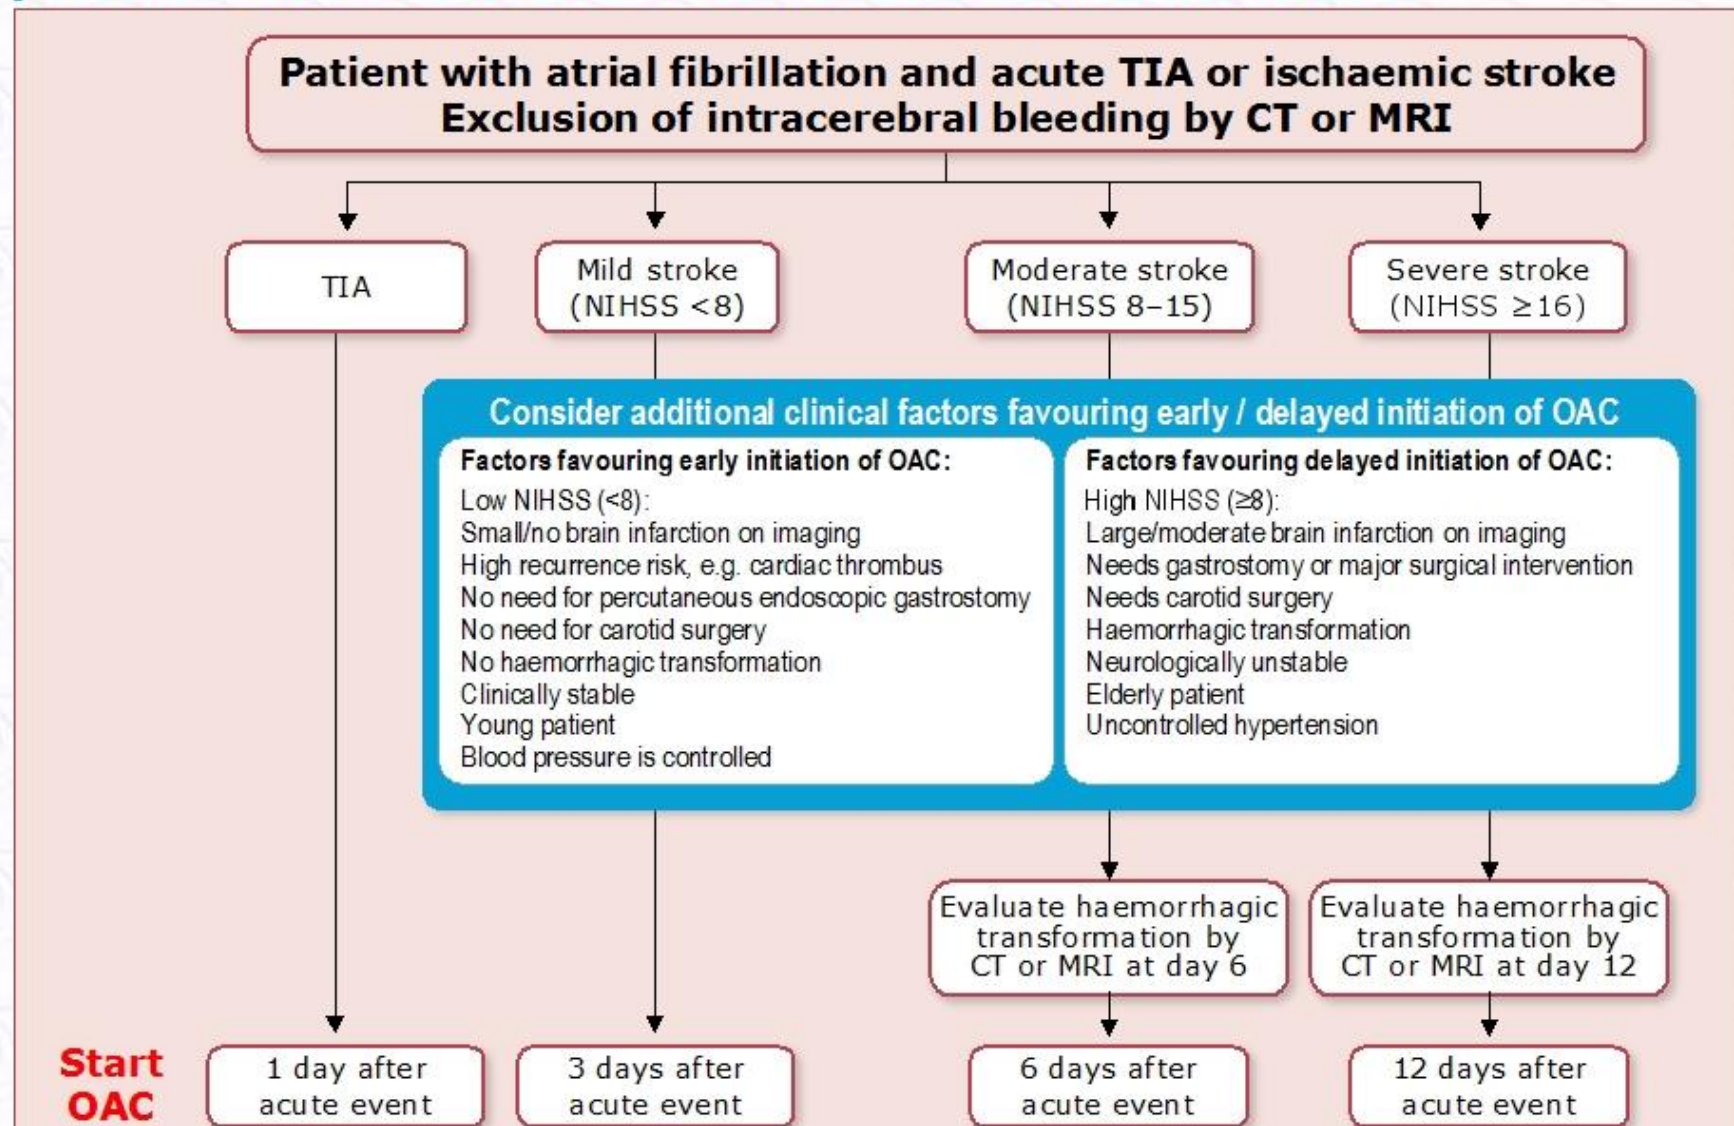 Patient with atrial fibrillation and acute TIA or ischaemic stroke
Exclusion of intracerebral bleeding by CT or MRI
TIA
Mild stroke
(NIHSS <8)
Moderate stroke
(NIHSS 8–15)
Severe stroke
(NIHSS ≥16)
Consider additional clinical factors favouring early / delayed initiation of OAC
Factors favouring early initiation of OAC:
Low NIHSS (<8):
Small/no brain infarction on imaging
High recurrence risk, e.g. cardiac thrombus
No need for percutaneous endoscopic gastrostomy
No need for carotid surgery
No haemorrhagic transformation
Clinically stable
Young patient
Blood pressure is controlled
Factors favouring delayed initiation of OAC:
High NIHSS (≥8):
Large/moderate brain infarction on imaging
Needs gastrostomy or major surgical intervention
Needs carotid surgery
Haemorrhagic transformation
Neurologically unstable
Elderly patient
Uncontrolled hypertension
Evaluate haemorrhagic
transformation by
CT or MRI at day 6
Evaluate haemorrhagic
transformation by
CT or MRI at day 12
Start
OAC
1 day after
acute event
3 days after
acute event
6 days after
acute event
12 days after
acute event